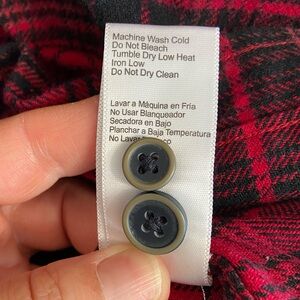 Machine Wash Cold
Do Not Bleach
Tumble Dry Low Heat
Iron Low
Do Not Dry Clean
Lavar a Máquina en Fria
No Usar Blanqueador
Secadora en Bajo
Planchar a Baja Temperatura
No Lavar